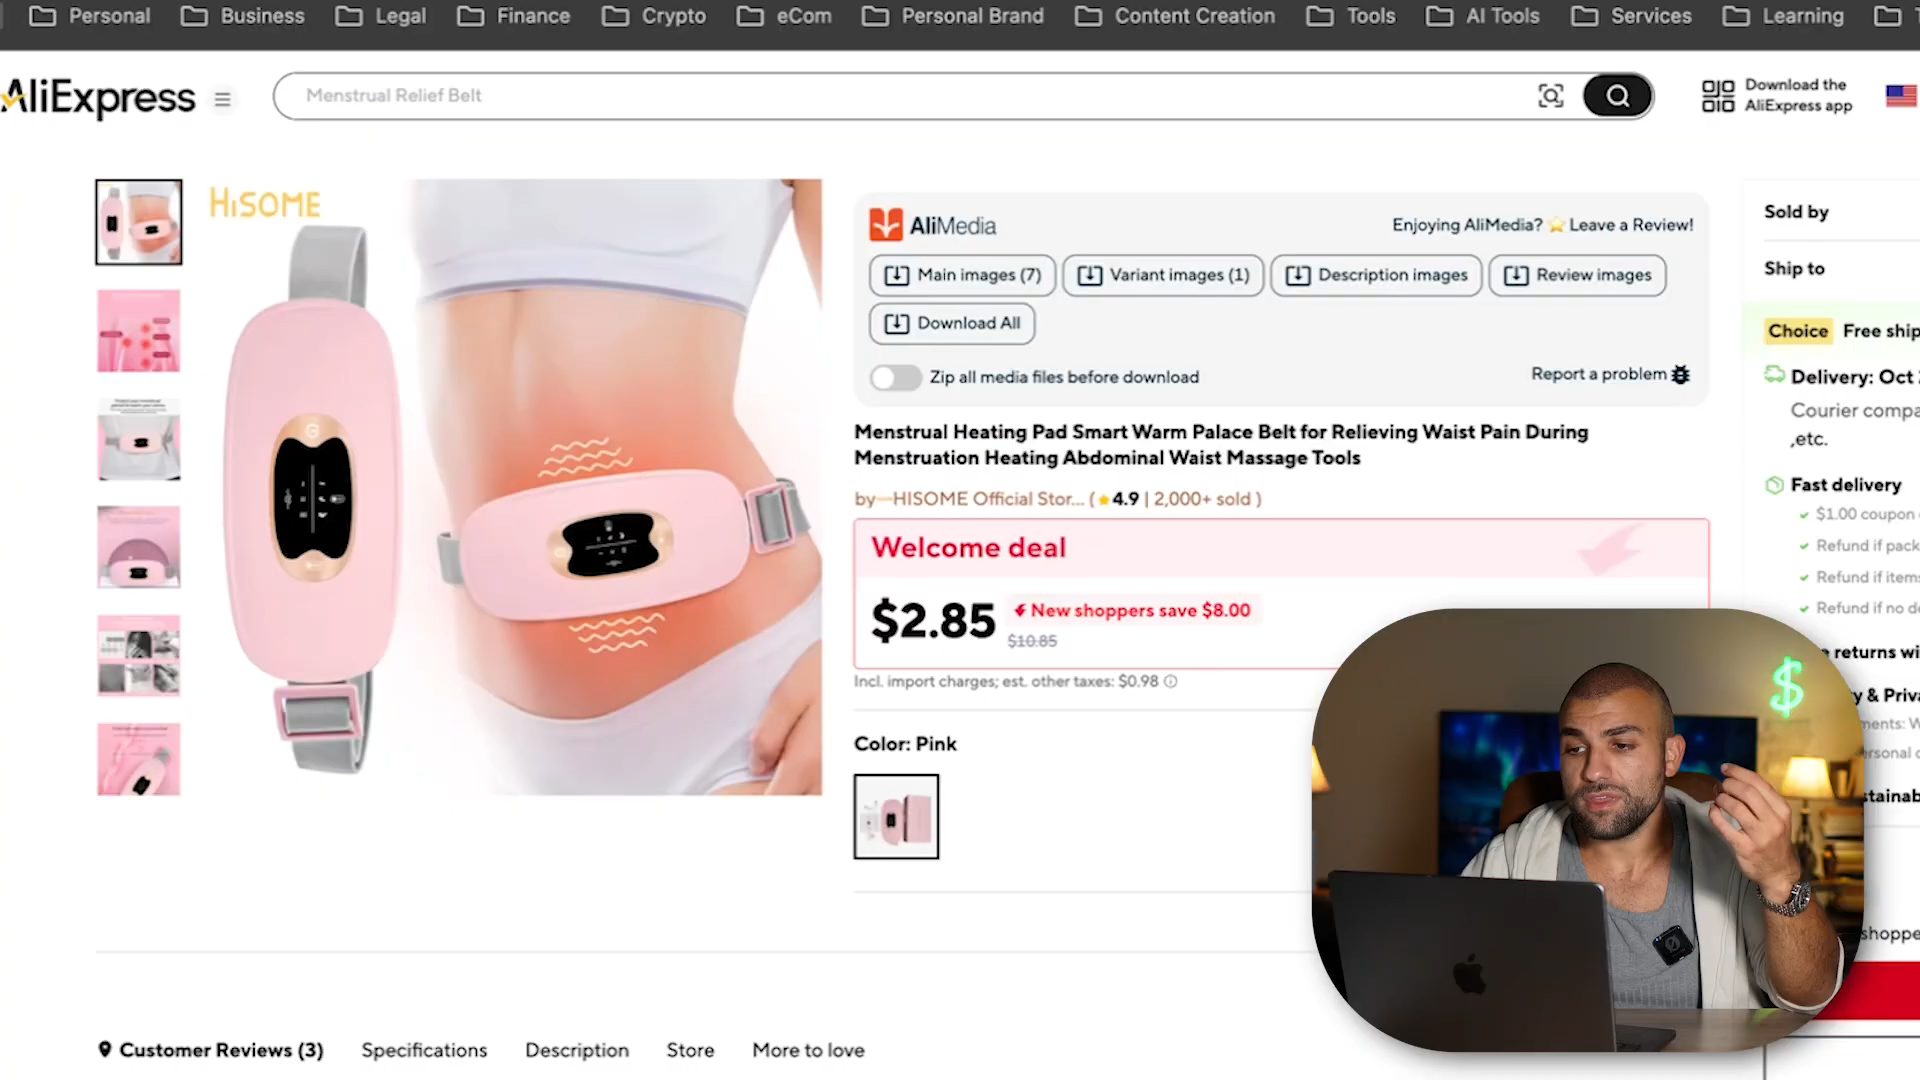 Personal
Business
Legal
Finance
Crypto
eCom
Personal Brand
Content Creation
Tools
AI Tools
Services
Learning
AliExpress
Menstrual Relief Belt
Download the
AliExpress app
HiSOME
AliMedia
Enjoying AliMedia? ⭐ Leave a Review!
Main images (7)
Variant images (1)
Description images
Review images
Download All
Zip all media files before download
Report a problem
Menstrual Heating Pad Smart Warm Palace Belt for Relieving Waist Pain During
Menstruation Heating Abdominal Waist Massage Tools
by HISOME Official Stor... ( ★ 4.9 | 2,000+ sold )
Welcome deal
$2.85
New shoppers save $8.00
$10.85
Incl. import charges; est. other taxes: $0.98
Color: Pink
Sold by
Ship to
Choice Free ship
Delivery: Oct
Courier compa
,etc.
Fast delivery
$1.00 coupon
Refund if pack
Refund if item
Refund if no de
returns wi
y & Priva
$
Customer Reviews (3)
Specifications
Description
Store
More to love